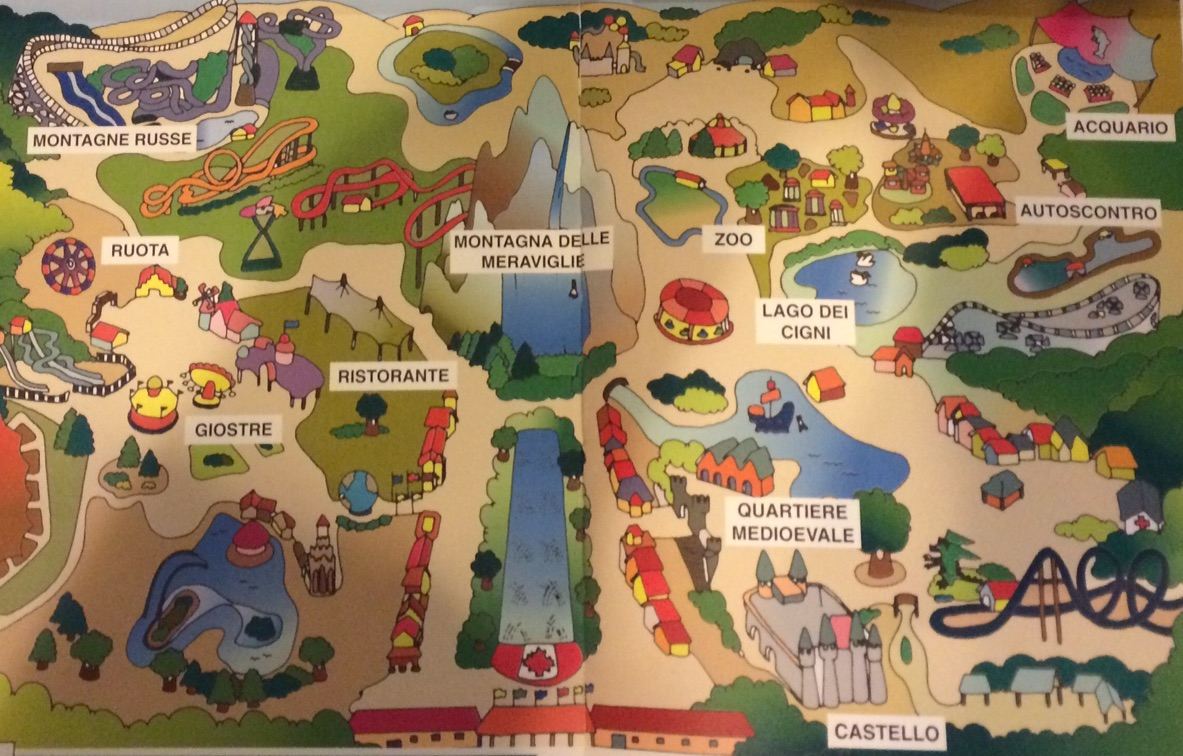 MONTAGNE RUSSE
ACQUARIO
AUTOSCONTRO
RUOTA
MONTAGNA DELLE
MERAVIGLIE
ZOO
LAGO DEI
CIGNI
RISTORANTE
GIOSTRE
QUARTIERE
MEDIOEVALE
CASTELLO